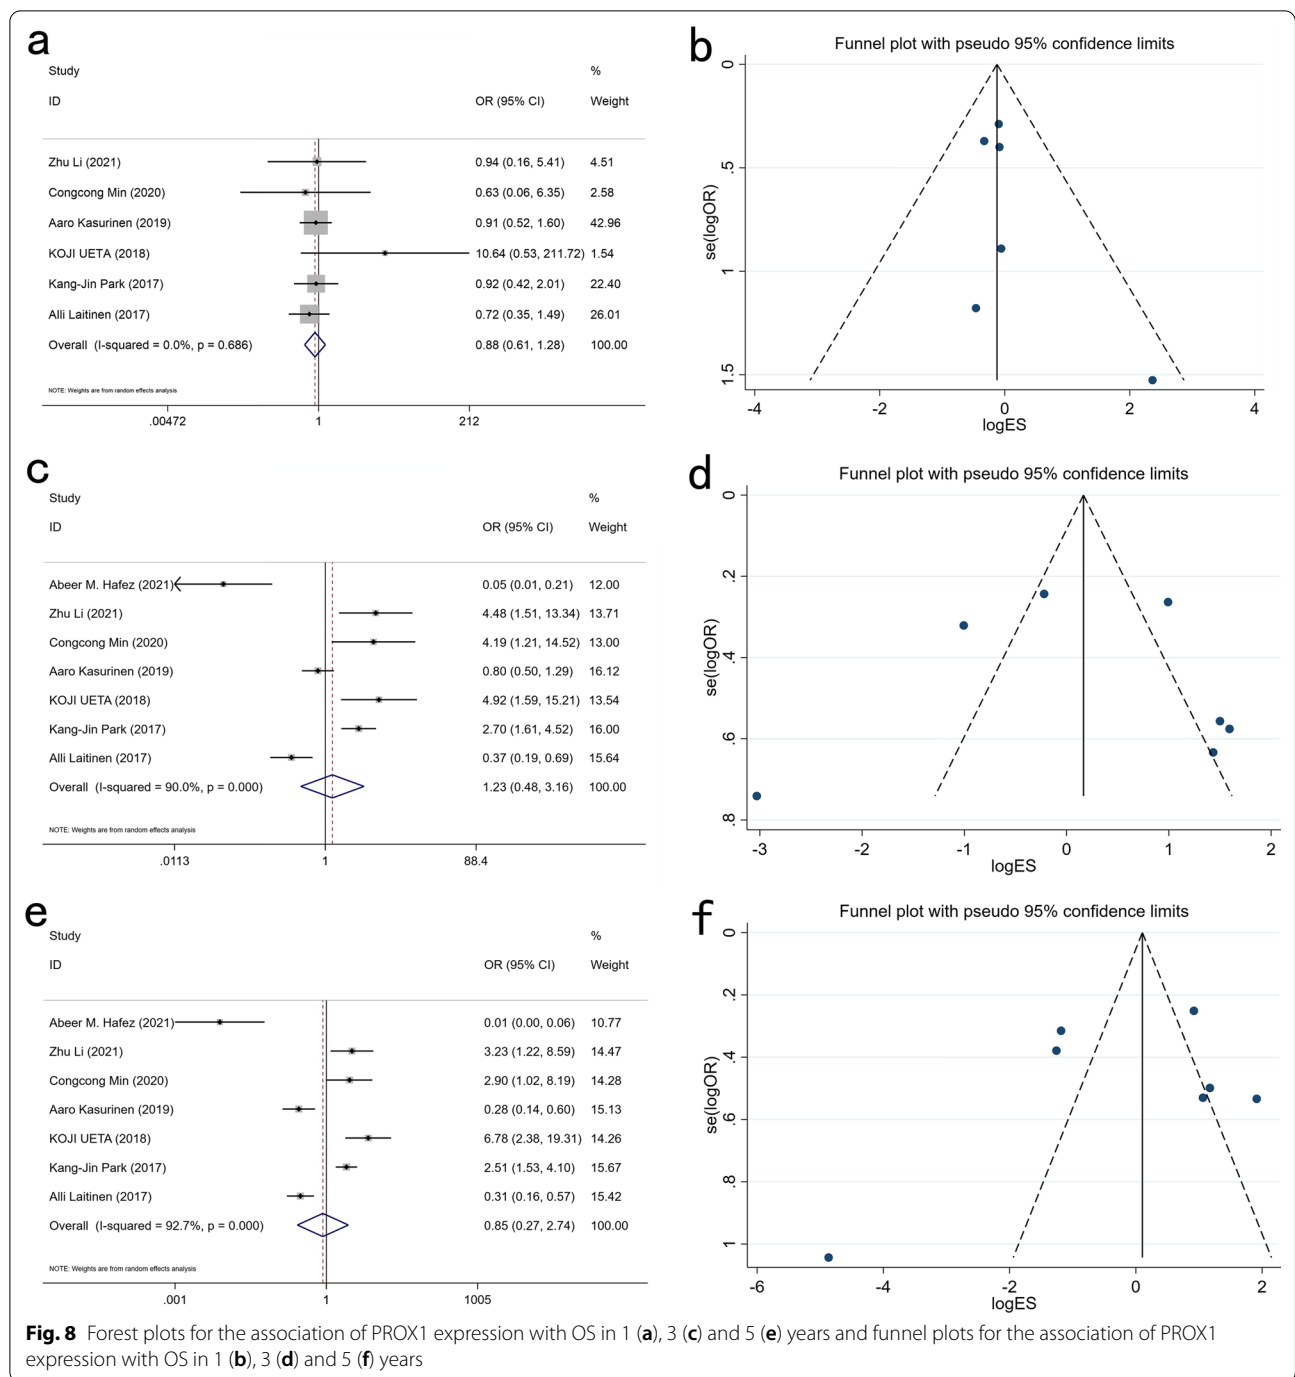 a
Study %
ID OR (95% CI) Weight
Zhu Li (2021) 0.94 (0.16, 5.41) 4.51
Congcong Min (2020) 0.63 (0.06, 6.35) 2.58
Aaro Kasurinen (2019) 0.91 (0.52, 1.60) 42.96
KOJI UETA (2018) 10.64 (0.53, 211.72) 1.54
Kang-Jin Park (2017) 0.92 (0.42, 2.01) 22.40
Alli Laitinen (2017) 0.72 (0.35, 1.49) 26.01
Overall (I-squared = 0.0%, p = 0.686) 0.88 (0.61, 1.28) 100.00
NOTE: Weights are from random effects analysis
.00472 1 212
b
Funnel plot with pseudo 95% confidence limits
se(logOR)
0
.5
1
1.5
-4 -2 0 2 4
logES
c
Study %
ID OR (95% CI) Weight
Abeer M. Hafez (2021) 0.05 (0.01, 0.21) 12.00
Zhu Li (2021) 4.48 (1.51, 13.34) 13.71
Congcong Min (2020) 4.19 (1.21, 14.52) 13.00
Aaro Kasurinen (2019) 0.80 (0.50, 1.29) 16.12
KOJI UETA (2018) 4.92 (1.59, 15.21) 13.54
Kang-Jin Park (2017) 2.70 (1.61, 4.52) 16.00
Alli Laitinen (2017) 0.37 (0.19, 0.69) 15.64
Overall (I-squared = 90.0%, p = 0.000) 1.23 (0.48, 3.16) 100.00
NOTE: Weights are from random effects analysis
.0113 1 88.4
d
Funnel plot with pseudo 95% confidence limits
se(logOR)
0
.2
.4
.6
.8
-3 -2 -1 0 1 2
logES
e
Study %
ID OR (95% CI) Weight
Abeer M. Hafez (2021) 0.01 (0.00, 0.06) 10.77
Zhu Li (2021) 3.23 (1.22, 8.59) 14.47
Congcong Min (2020) 2.90 (1.02, 8.19) 14.28
Aaro Kasurinen (2019) 0.28 (0.14, 0.60) 15.13
KOJI UETA (2018) 6.78 (2.38, 19.31) 14.26
Kang-Jin Park (2017) 2.51 (1.53, 4.10) 15.67
Alli Laitinen (2017) 0.31 (0.16, 0.57) 15.42
Overall (I-squared = 92.7%, p = 0.000) 0.85 (0.27, 2.74) 100.00
NOTE: Weights are from random effects analysis
.001 1 1005
f
Funnel plot with pseudo 95% confidence limits
se(logOR)
0
.2
.4
.6
.8
1
-6 -4 -2 0 2
logES
Fig. 8 Forest plots for the association of PROX1 expression with OS in 1 (a), 3 (c) and 5 (e) years and funnel plots for the association of PROX1
expression with OS in 1 (b), 3 (d) and 5 (f) years